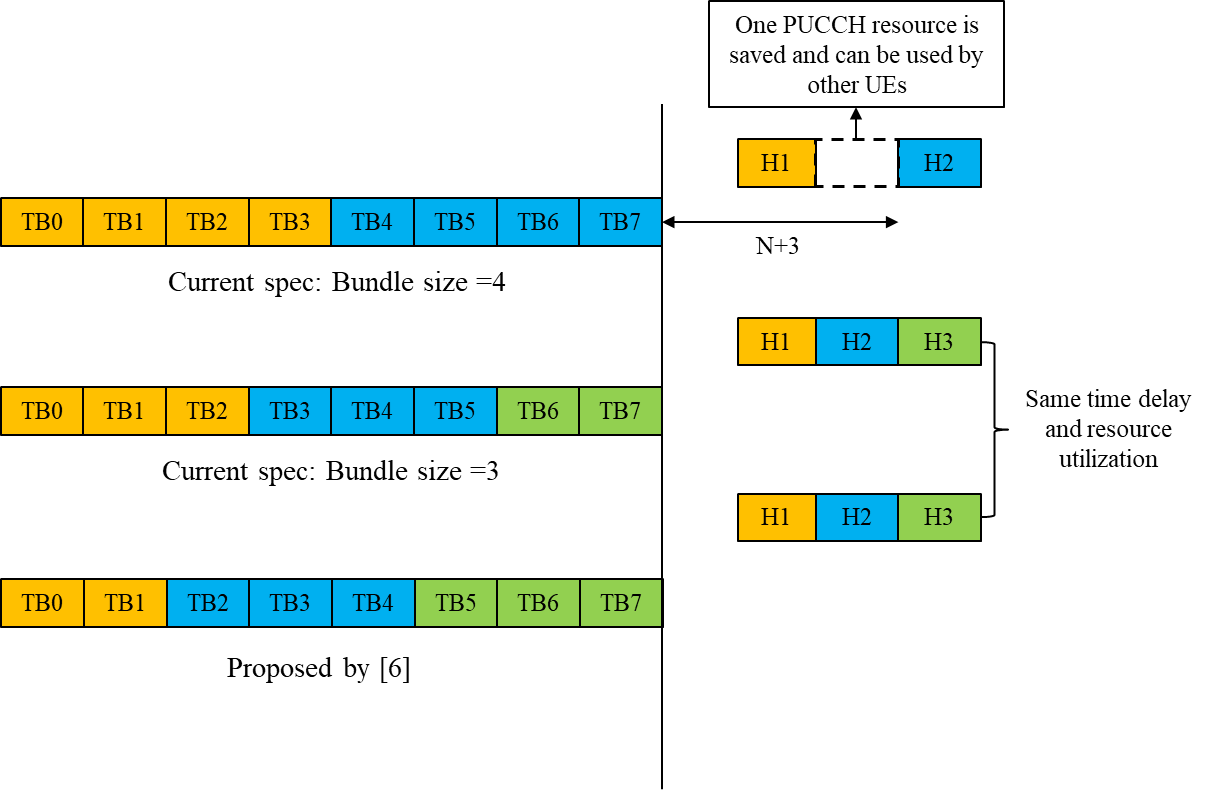 One PUCCH resource is
saved and can be used by
other UEs
H1 H2
TB0 TB1 TB2 TB3 TB4 TB5 TB6 TB7
N+3
Current spec: Bundle size =4
H1 H2 H3
TB0 TB1 TB2 TB3 TB4 TB5 TB6 TB7
Same time delay
and resource
utilization
Current spec: Bundle size =3
H1 H2 H3
TB0 TB1 TB2 TB3 TB4 TB5 TB6 TB7
Proposed by [6]